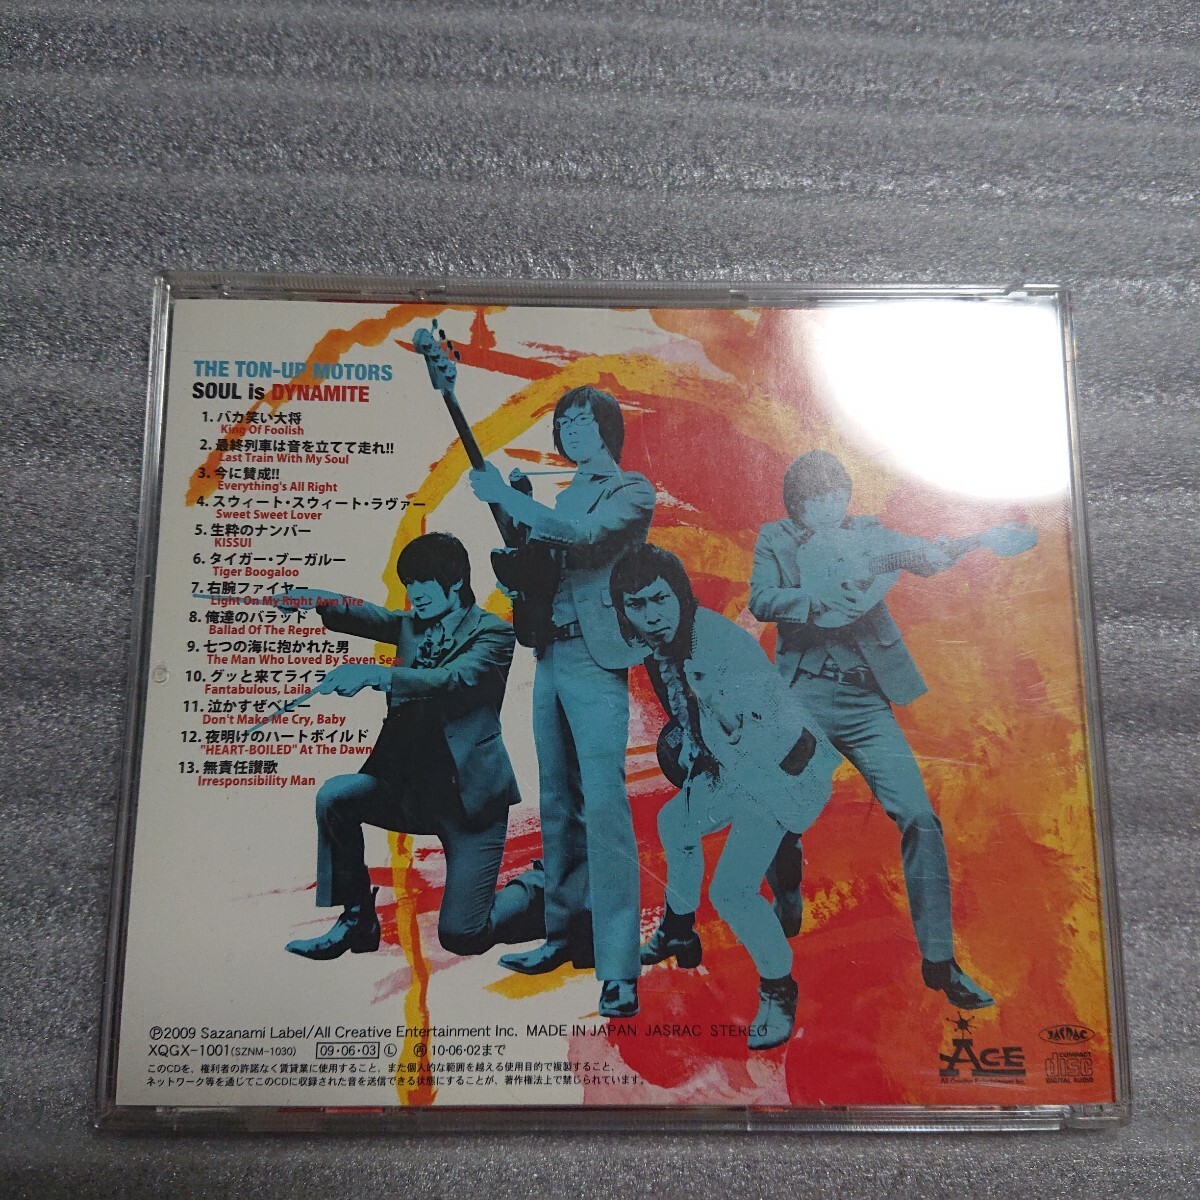 THE TON-UP MOTORS
SOUL is DYNAMITE
1. バカ笑い大将
King Of Foolish
2. 最終列車は音を立てて走れ!!
Last Train With My Soul
3. 今に賛成!!
Everything's All Right
4. スウィート・スウィート・ラヴァー
Sweet Sweet Lover
5. 生粋のナンバー
KISSUI
6. タイガー・ブーガルー
Tiger Boogaloo
7. 右腕ファイヤー
Light On My Right Arm Fire
8. 俺達のバラッド
Ballad Of The Regret
9. 七つの海に抱かれた男
The Man Who Loved By Seven Seas
10. グッと来てライラ
Fantabulous, Laila
11. 泣かすぜベビー
Don't Make Me Cry, Baby
12. 夜明けのハートボイルド
"HEART-BOILED" At The Dawn
13. 無責任讃歌
Irresponsibility Man
Ⓟ2009 Sazanami Label/All Creative Entertainment Inc. MADE IN JAPAN JASRAC STEREO
XQGX-1001(SZNM-1030) 09・06・03 Ⓛ ㊢10・06・02まで
このCDを、権利者の許諾なく賃貸業に使用すること、また個人的な範囲を越える使用目的で複製すること、
ネットワーク等を通じてこのCDに収録された音を送信できる状態にすることが、著作権法上で禁じられています。
ACE
All Creative Entertainment Inc.
JASRAC
COMPACT
disc
DIGITAL AUDIO